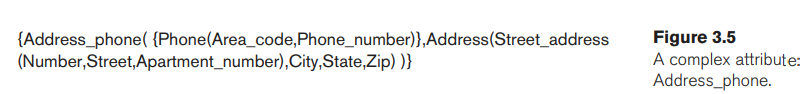 {Address_phone( {Phone(Area_code,Phone_number)},Address(Street_address
(Number,Street,Apartment_number),City,State,Zip) )}
Figure 3.5
A complex attribute:
Address_phone.